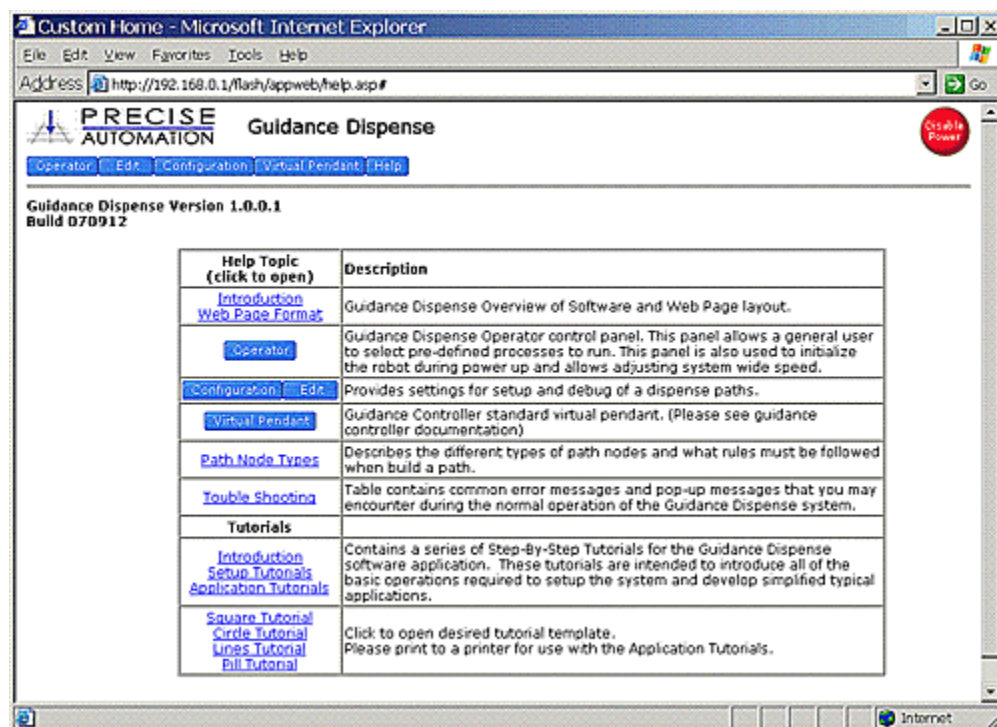 Custom Home - Microsoft Internet Explorer
File Edit View Favorites Tools Help
Address http://192.168.0.1/flash/appweb/help.asp# Go
PRECISE
AUTOMATION
Guidance Dispense
Disable
Power
Operator Edit Configuration Virtual Pendant Help
Guidance Dispense Version 1.0.0.1
Build 070912
Help Topic
(click to open)
Description
Introduction
Web Page Format
Guidance Dispense Overview of Software and Web Page layout.
Operator
Guidance Dispense Operator control panel. This panel allows a general user
to select pre-defined processes to run. This panel is also used to initialize
the robot during power up and allows adjusting system wide speed.
Configuration Edit
Provides settings for setup and debug of a dispense paths.
Virtual Pendant
Guidance Controller standard virtual pendant. (Please see guidance
controller documentation)
Path Node Types
Describes the different types of path nodes and what rules must be followed
when build a path.
Touble Shooting
Table contains common error messages and pop-up messages that you may
encounter during the normal operation of the Guidance Dispense system.
Tutorials
Introduction
Setup Tutorials
Application Tutorials
Contains a series of Step-By-Step Tutorials for the Guidance Dispense
software application. These tutorials are intended to introduce all of the
basic operations required to setup the system and develop simplified typical
applications.
Square Tutorial
Circle Tutorial
Lines Tutorial
Pill Tutorial
Click to open desired tutorial template.
Please print to a printer for use with the Application Tutorials.
Internet